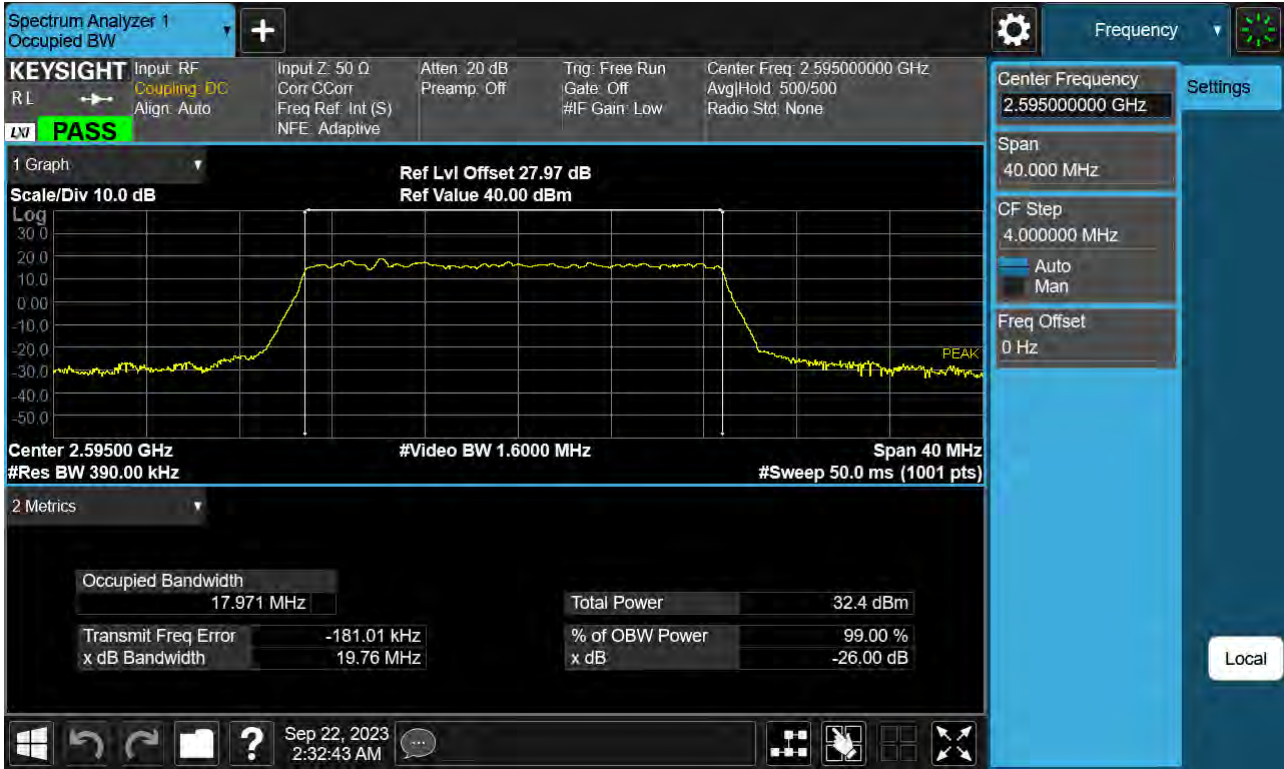 Spectrum Analyzer 1
Occupied BW
+
Frequency
KEYSIGHT
RL
LXI
PASS
Input: RF
Coupling: DC
Align: Auto
Input Z: 50 Ω
Corr CCorr
Freq Ref: Int (S)
NFE: Adaptive
Atten: 20 dB
Preamp: Off
Trig: Free Run
Gate: Off
#IF Gain: Low
Center Freq: 2.595000000 GHz
Avg|Hold: 500/500
Radio Std: None
Center Frequency
2.595000000 GHz
Settings
Span
40.000 MHz
CF Step
4.000000 MHz
Auto
Man
Freq Offset
0 Hz
Local
1 Graph
Scale/Div 10.0 dB
Ref Lvl Offset 27.97 dB
Ref Value 40.00 dBm
Log
30.0
20.0
10.0
0.00
-10.0
-20.0
-30.0
-40.0
-50.0
PEAK
Center 2.59500 GHz
#Video BW 1.6000 MHz
Span 40 MHz
#Res BW 390.00 kHz
#Sweep 50.0 ms (1001 pts)
2 Metrics
Occupied Bandwidth
17.971 MHz
Total Power 32.4 dBm
Transmit Freq Error -181.01 kHz
% of OBW Power 99.00 %
x dB Bandwidth 19.76 MHz
x dB -26.00 dB
?
Sep 22, 2023
2:32:43 AM